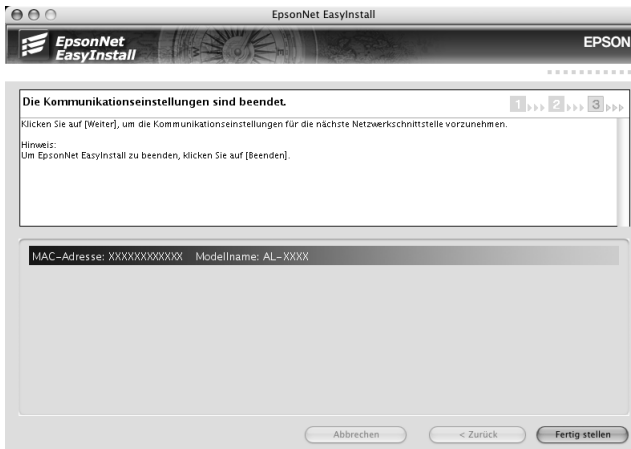 EpsonNet EasyInstall
EpsonNet
EasyInstall
EPSON
Die Kommunikationseinstellungen sind beendet.
1 2 3
Klicken Sie auf [Weiter], um die Kommunikationseinstellungen für die nächste Netzwerkschnittstelle vorzunehmen.
Hinweis:
Um EpsonNet EasyInstall zu beenden, klicken Sie auf [Beenden].
MAC-Adresse: XXXXXXXXXXXX Modellname: AL-XXXX
Abbrechen < Zurück Fertig stellen